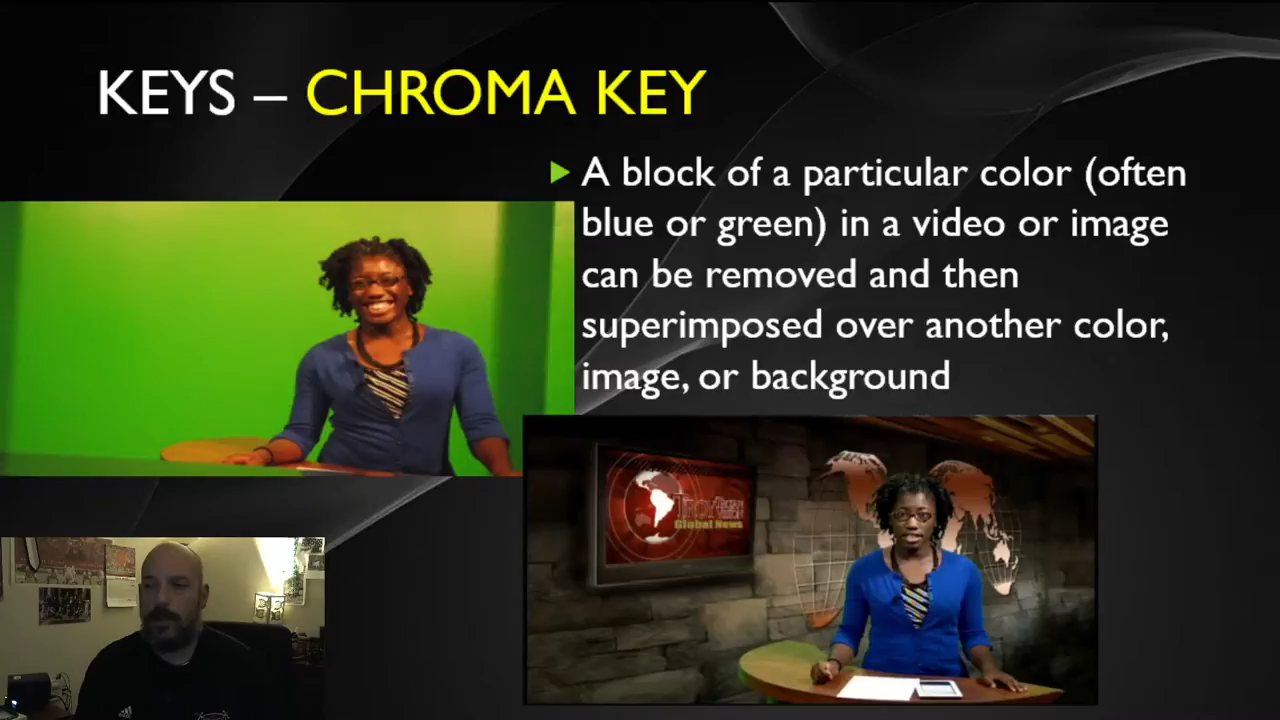 KEYS – CHROMA KEY
A block of a particular color (often
blue or green) in a video or image
can be removed and then
superimposed over another color,
image, or background
Global News